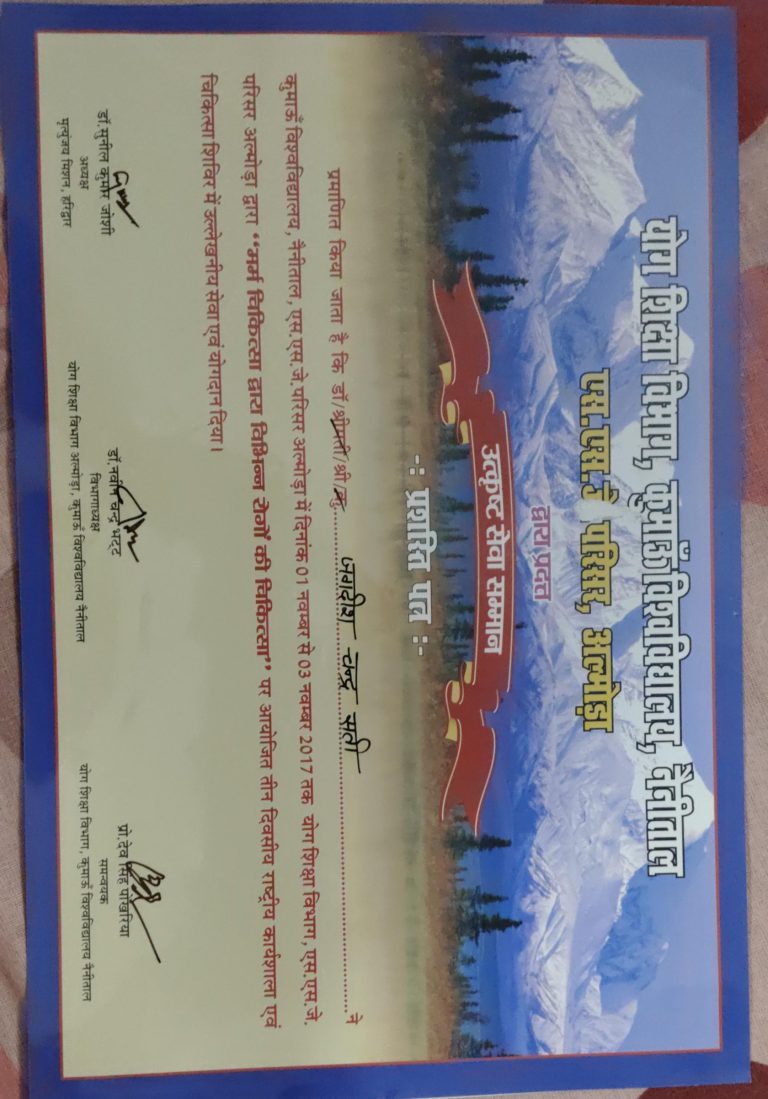 योग शिक्षा विभाग, कुमांऊ विश्वविद्यालय, नैनीताल
एस.एस.जे परिसर, अल्मोड़ा
द्वारा प्रदत्त
उत्कृष्ट सेवा सम्मान
-: प्रशस्ति पत्र :-
प्रमाणित किया जाता है कि डॉ/श्रीमती/श्री/कु............ जगदीश चन्द्र भली ............ ने
कुमाऊँ विश्वविद्यालय, नैनीताल, एस.एस.जे.परिसर अल्मोड़ा में दिनांक 01 नवम्बर से 03 नवम्बर 2017 तक योग शिक्षा विभाग, एस.एस.जे.
परिसर अल्मोड़ा द्वारा “मर्म चिकित्सा द्वारा विभिन्न रोगों की चिकित्सा” पर आयोजित तीन दिवसीय राष्ट्रीय कार्यशाला एवं
चिकित्सा शिविर में उल्लेखनीय सेवा एवं योगदान दिया।
डॉ. सुनील कुमार जोशी
अध्यक्ष
मृत्युंजय मिशन, हरिद्वार
डॉ. नवीन चन्द्र भट्ट
विभागाध्यक्ष
योग शिक्षा विभाग अल्मोड़ा, कुमाऊँ विश्वविद्यालय नैनीताल
प्रो.देव सिंह पोखरिया
समन्वयक
योग शिक्षा विभाग, कुमाऊँ विश्वविद्यालय नैनीताल